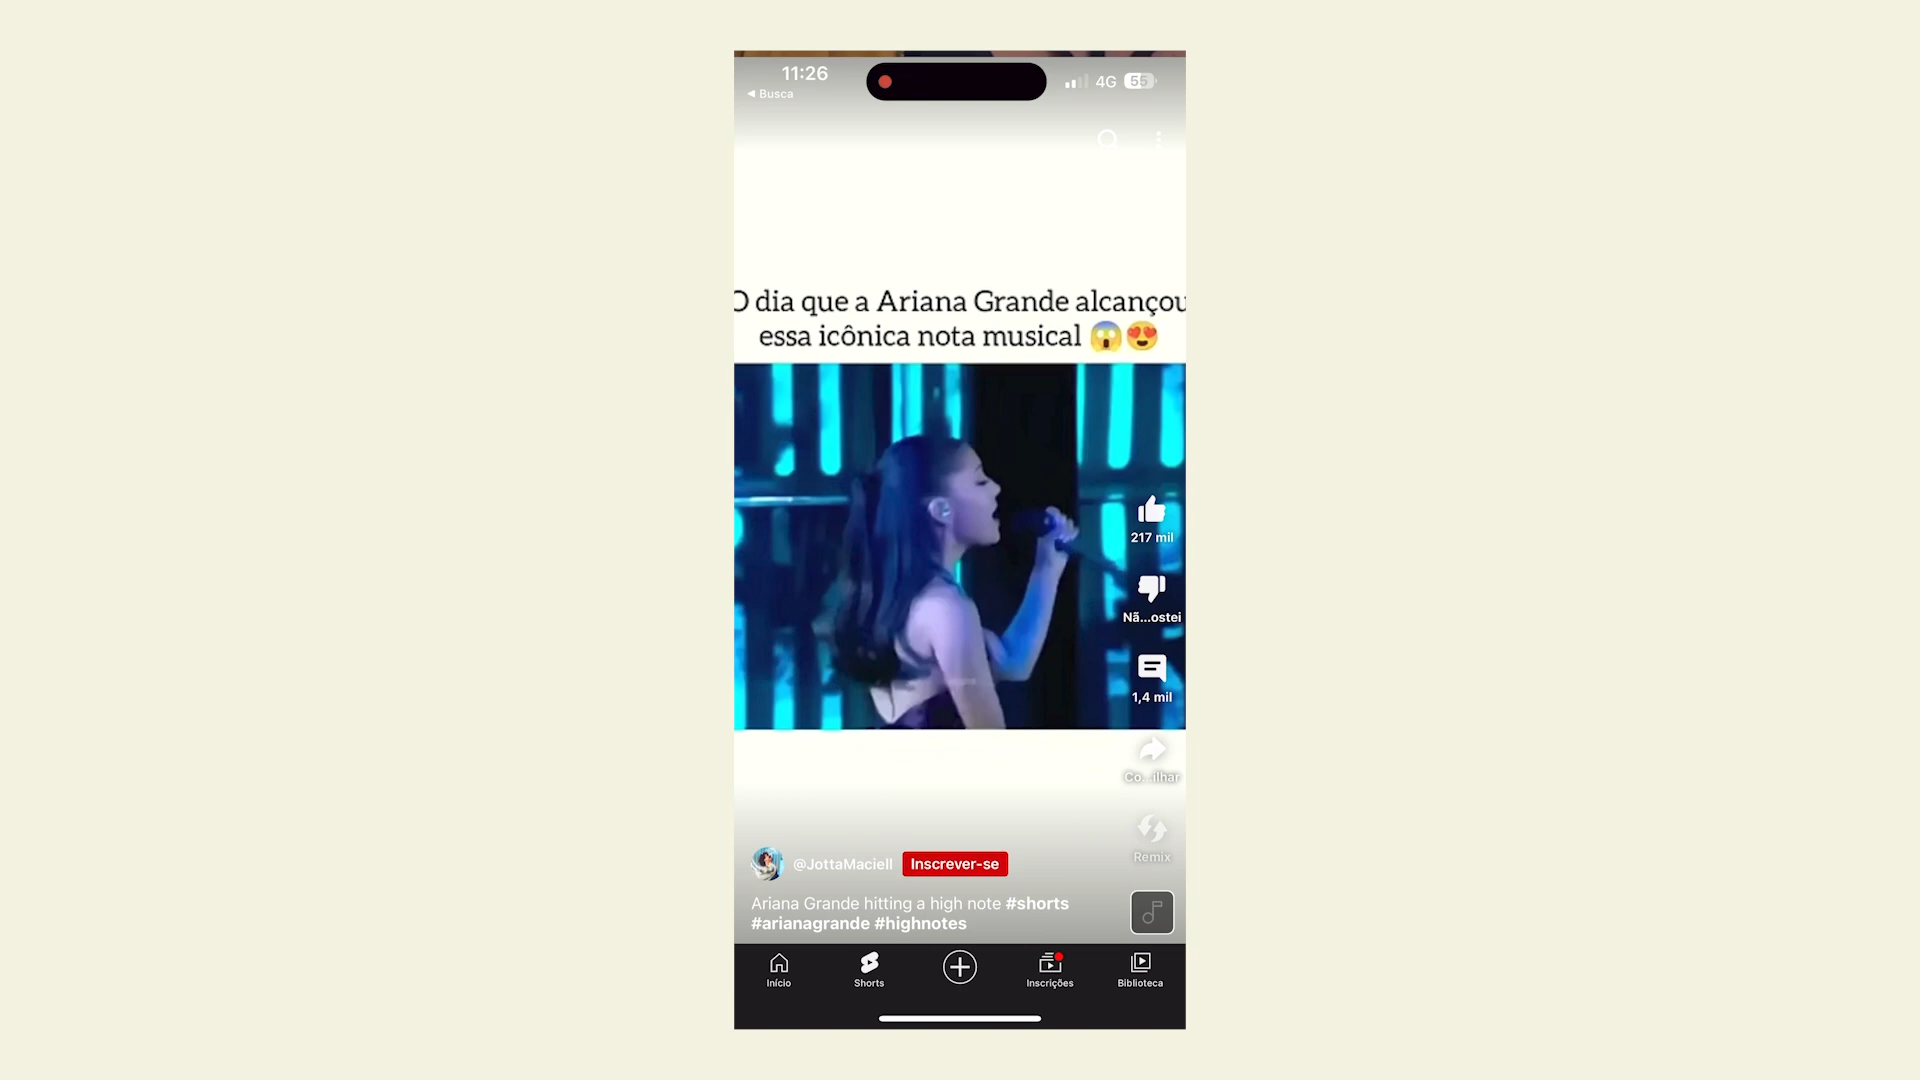 11:26
4G
55
◄ Busca
O dia que a Ariana Grande alcançou
essa icônica nota musical 😱😍
217 mil
Nã...ostei
1,4 mil
Co...ilhar
Remix
@JottaMaciell
Inscrever-se
Ariana Grande hitting a high note #shorts
#arianagrande #highnotes
Início
Shorts
Inscrições
Biblioteca